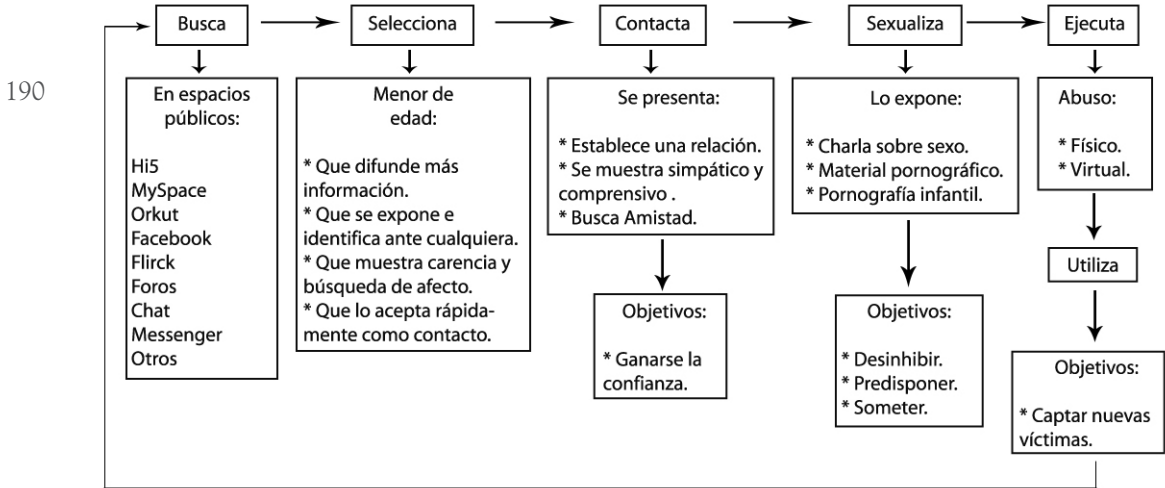 190
Busca
Selecciona
Contacta
Sexualiza
Ejecuta
En espacios
públicos:
Hi5
MySpace
Orkut
Facebook
Flirck
Foros
Chat
Messenger
Otros
Menor de
edad:
* Que difunde más
información.
* Que se expone e
identifica ante cualquiera.
* Que muestra carencia y
búsqueda de afecto.
* Que lo acepta rápida-
mente como contacto.
Se presenta:
* Establece una relación.
* Se muestra simpático y
comprensivo .
* Busca Amistad.
Objetivos:
* Ganarse la
confianza.
Lo expone:
* Charla sobre sexo.
* Material pornográfico.
* Pornografía infantil.
Objetivos:
* Desinhibir.
* Predisponer.
* Someter.
Abuso:
* Físico.
* Virtual.
Utiliza
Objetivos:
* Captar nuevas
víctimas.